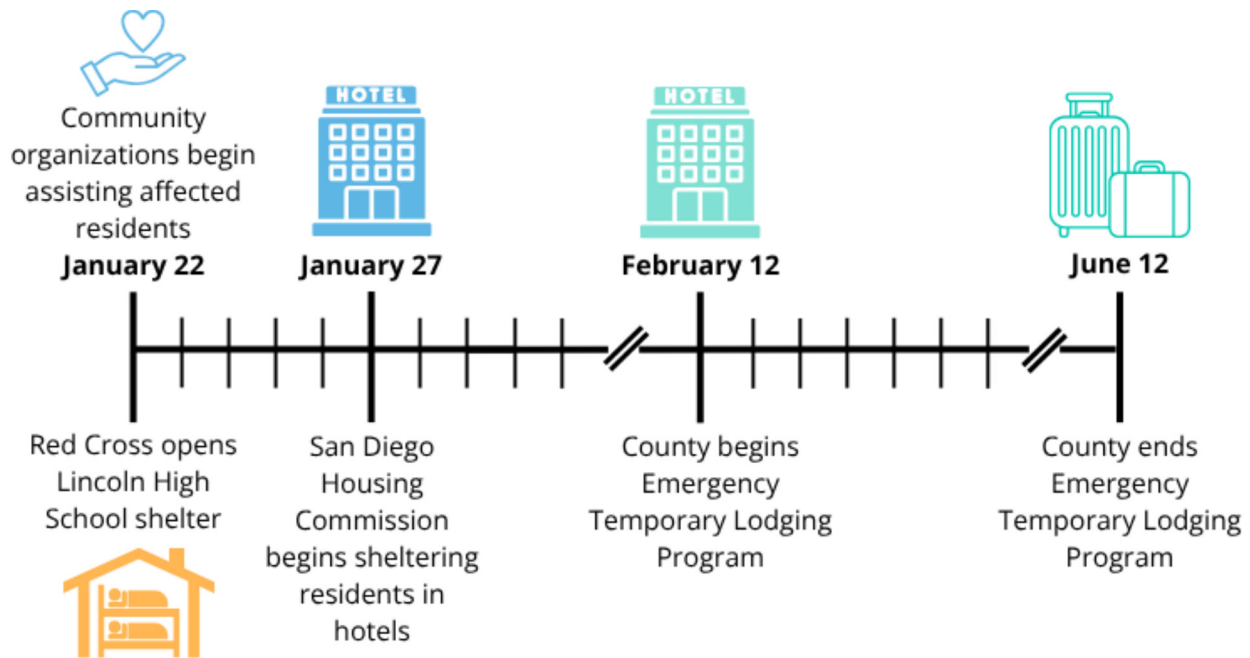 Community
organizations begin
assisting affected
residents
January 22
HOTEL
January 27
HOTEL
February 12
June 12
Red Cross opens
Lincoln High
School shelter
San Diego
Housing
Commission
begins sheltering
residents in
hotels
County begins
Emergency
Temporary Lodging
Program
County ends
Emergency
Temporary Lodging
Program